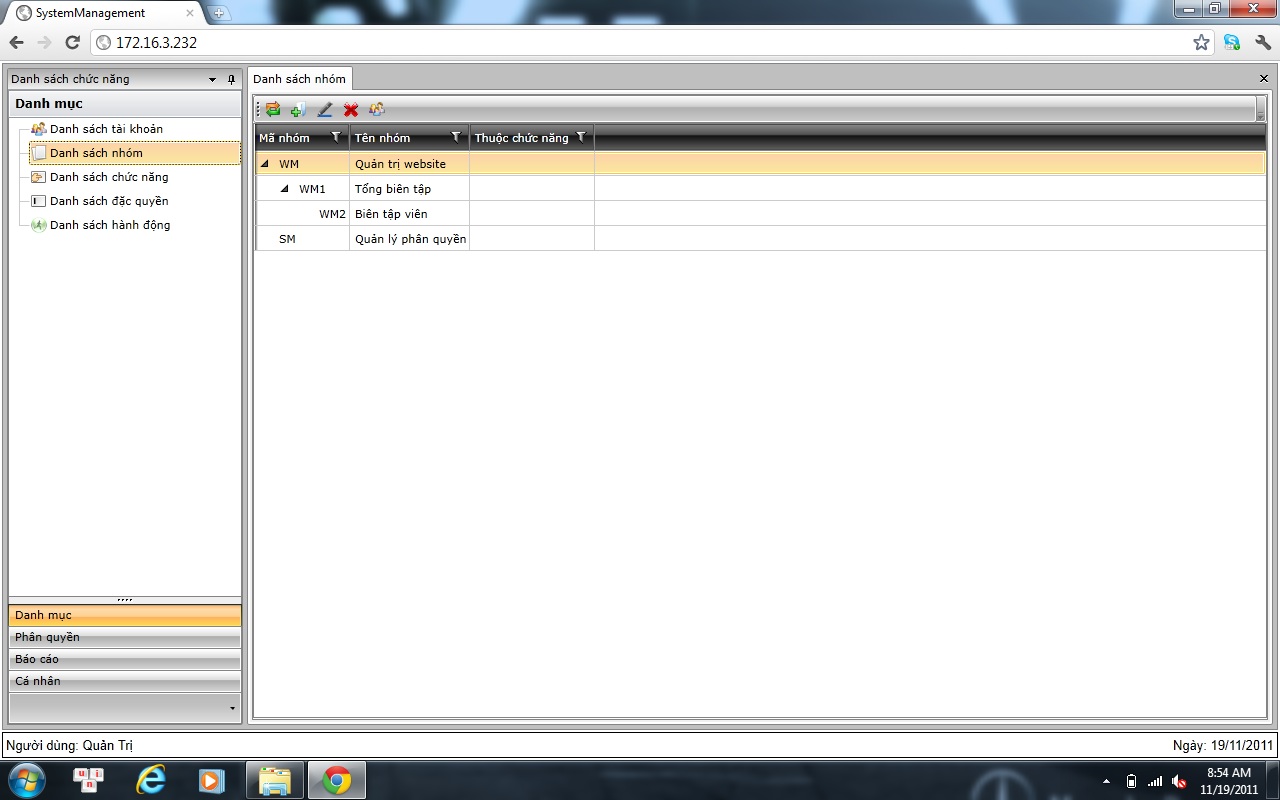 SystemManagement
172.16.3.232
Danh sách chức năng
Danh mục
Danh sách tài khoản
Danh sách nhóm
Danh sách chức năng
Danh sách đặc quyền
Danh sách hành động
Danh mục
Phân quyền
Báo cáo
Cá nhân
Danh sách nhóm
Mã nhóm Tên nhóm Thuộc chức năng
WM Quản trị website
WM1 Tổng biên tập
WM2 Biên tập viên
SM Quản lý phân quyền
Người dùng: Quản Trị Ngày: 19/11/2011
u i n
8:54 AM
11/19/2011